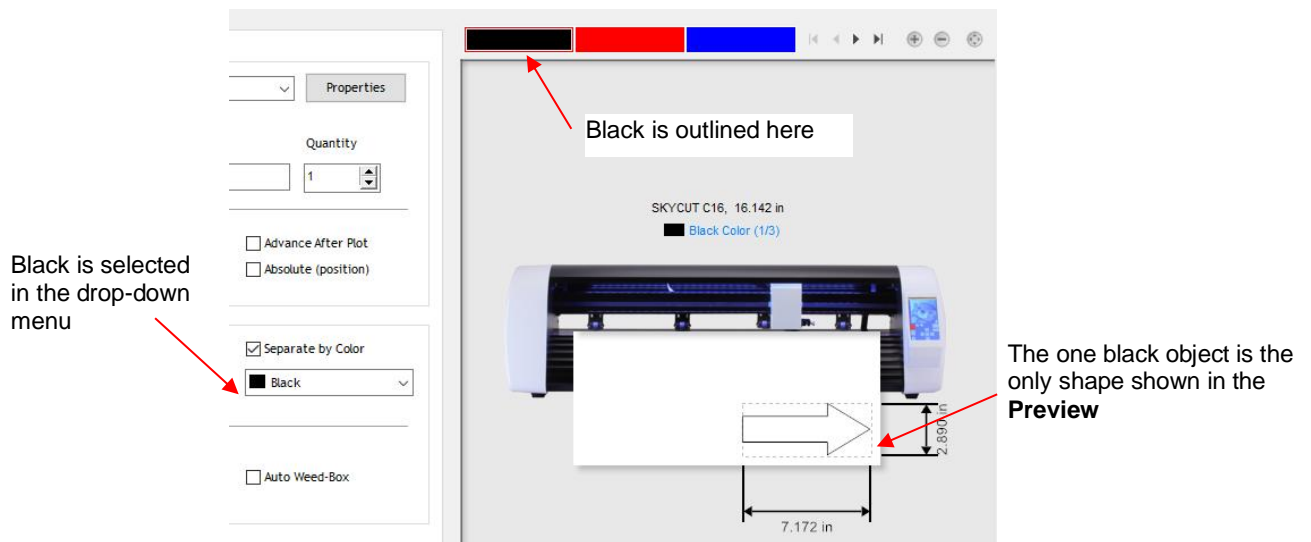 Properties
Black is outlined here
Quantity
1
SKYCUT C16, 16.142 in
Black Color (1/3)
Advance After Plot
Absolute (position)
Black is selected
in the drop-down
menu
Separate by Color
Black
The one black object is the
only shape shown in the
Preview
2.890 in
Auto Weed-Box
7.172 in